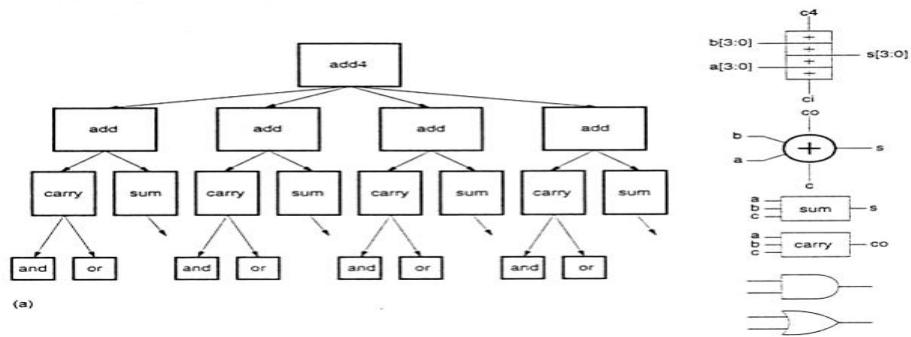 add4
add add add add
carry sum carry sum carry sum carry sum
and or and or and or and or
(a)
c4
b[3:0]
+
+
s[3:0]
a[3:0]
+
+
ci
co
b
+
s
a
c
a
b
c
sum
s
a
b
c
carry
co